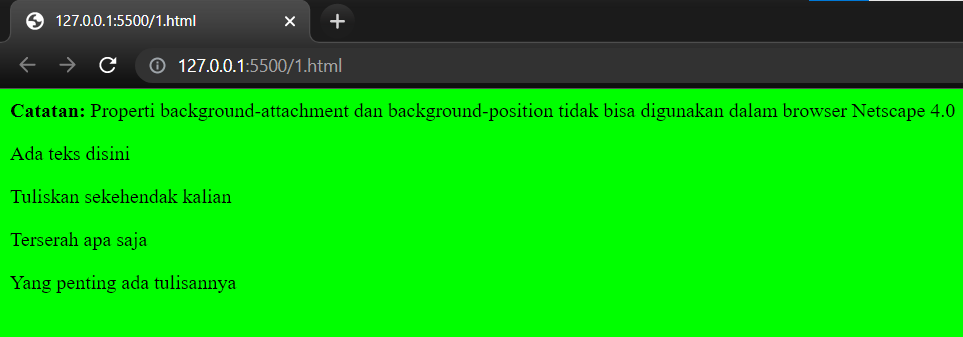 127.0.0.1:5500/1.html
127.0.0.1:5500/1.html
Catatan: Properti background-attachment dan background-position tidak bisa digunakan dalam browser Netscape 4.0
Ada teks disini
Tuliskan sekehendak kalian
Terserah apa saja
Yang penting ada tulisannya